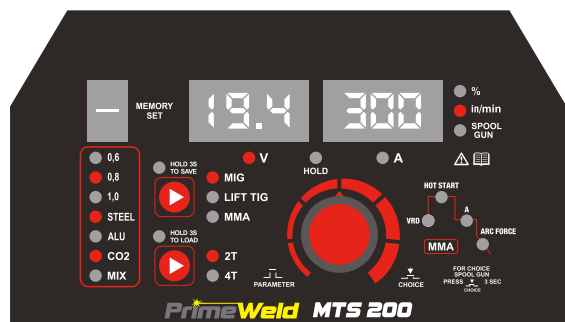 MEMORY
SET
19.4
300
%
in/min
SPOOL
GUN
V
HOLD
A
0,6
0,8
1,0
STEEL
ALU
CO2
MIX
HOLD 3S
TO SAVE
HOLD 3S
TO LOAD
MIG
LIFT TIG
MMA
2T
4T
PARAMETER
CHOICE
HOT START
VRD
A
ARC FORCE
MMA
FOR CHOICE
SPOOL GUN
PRESS 3 SEC
CHOICE
PrimeWeld MTS 200